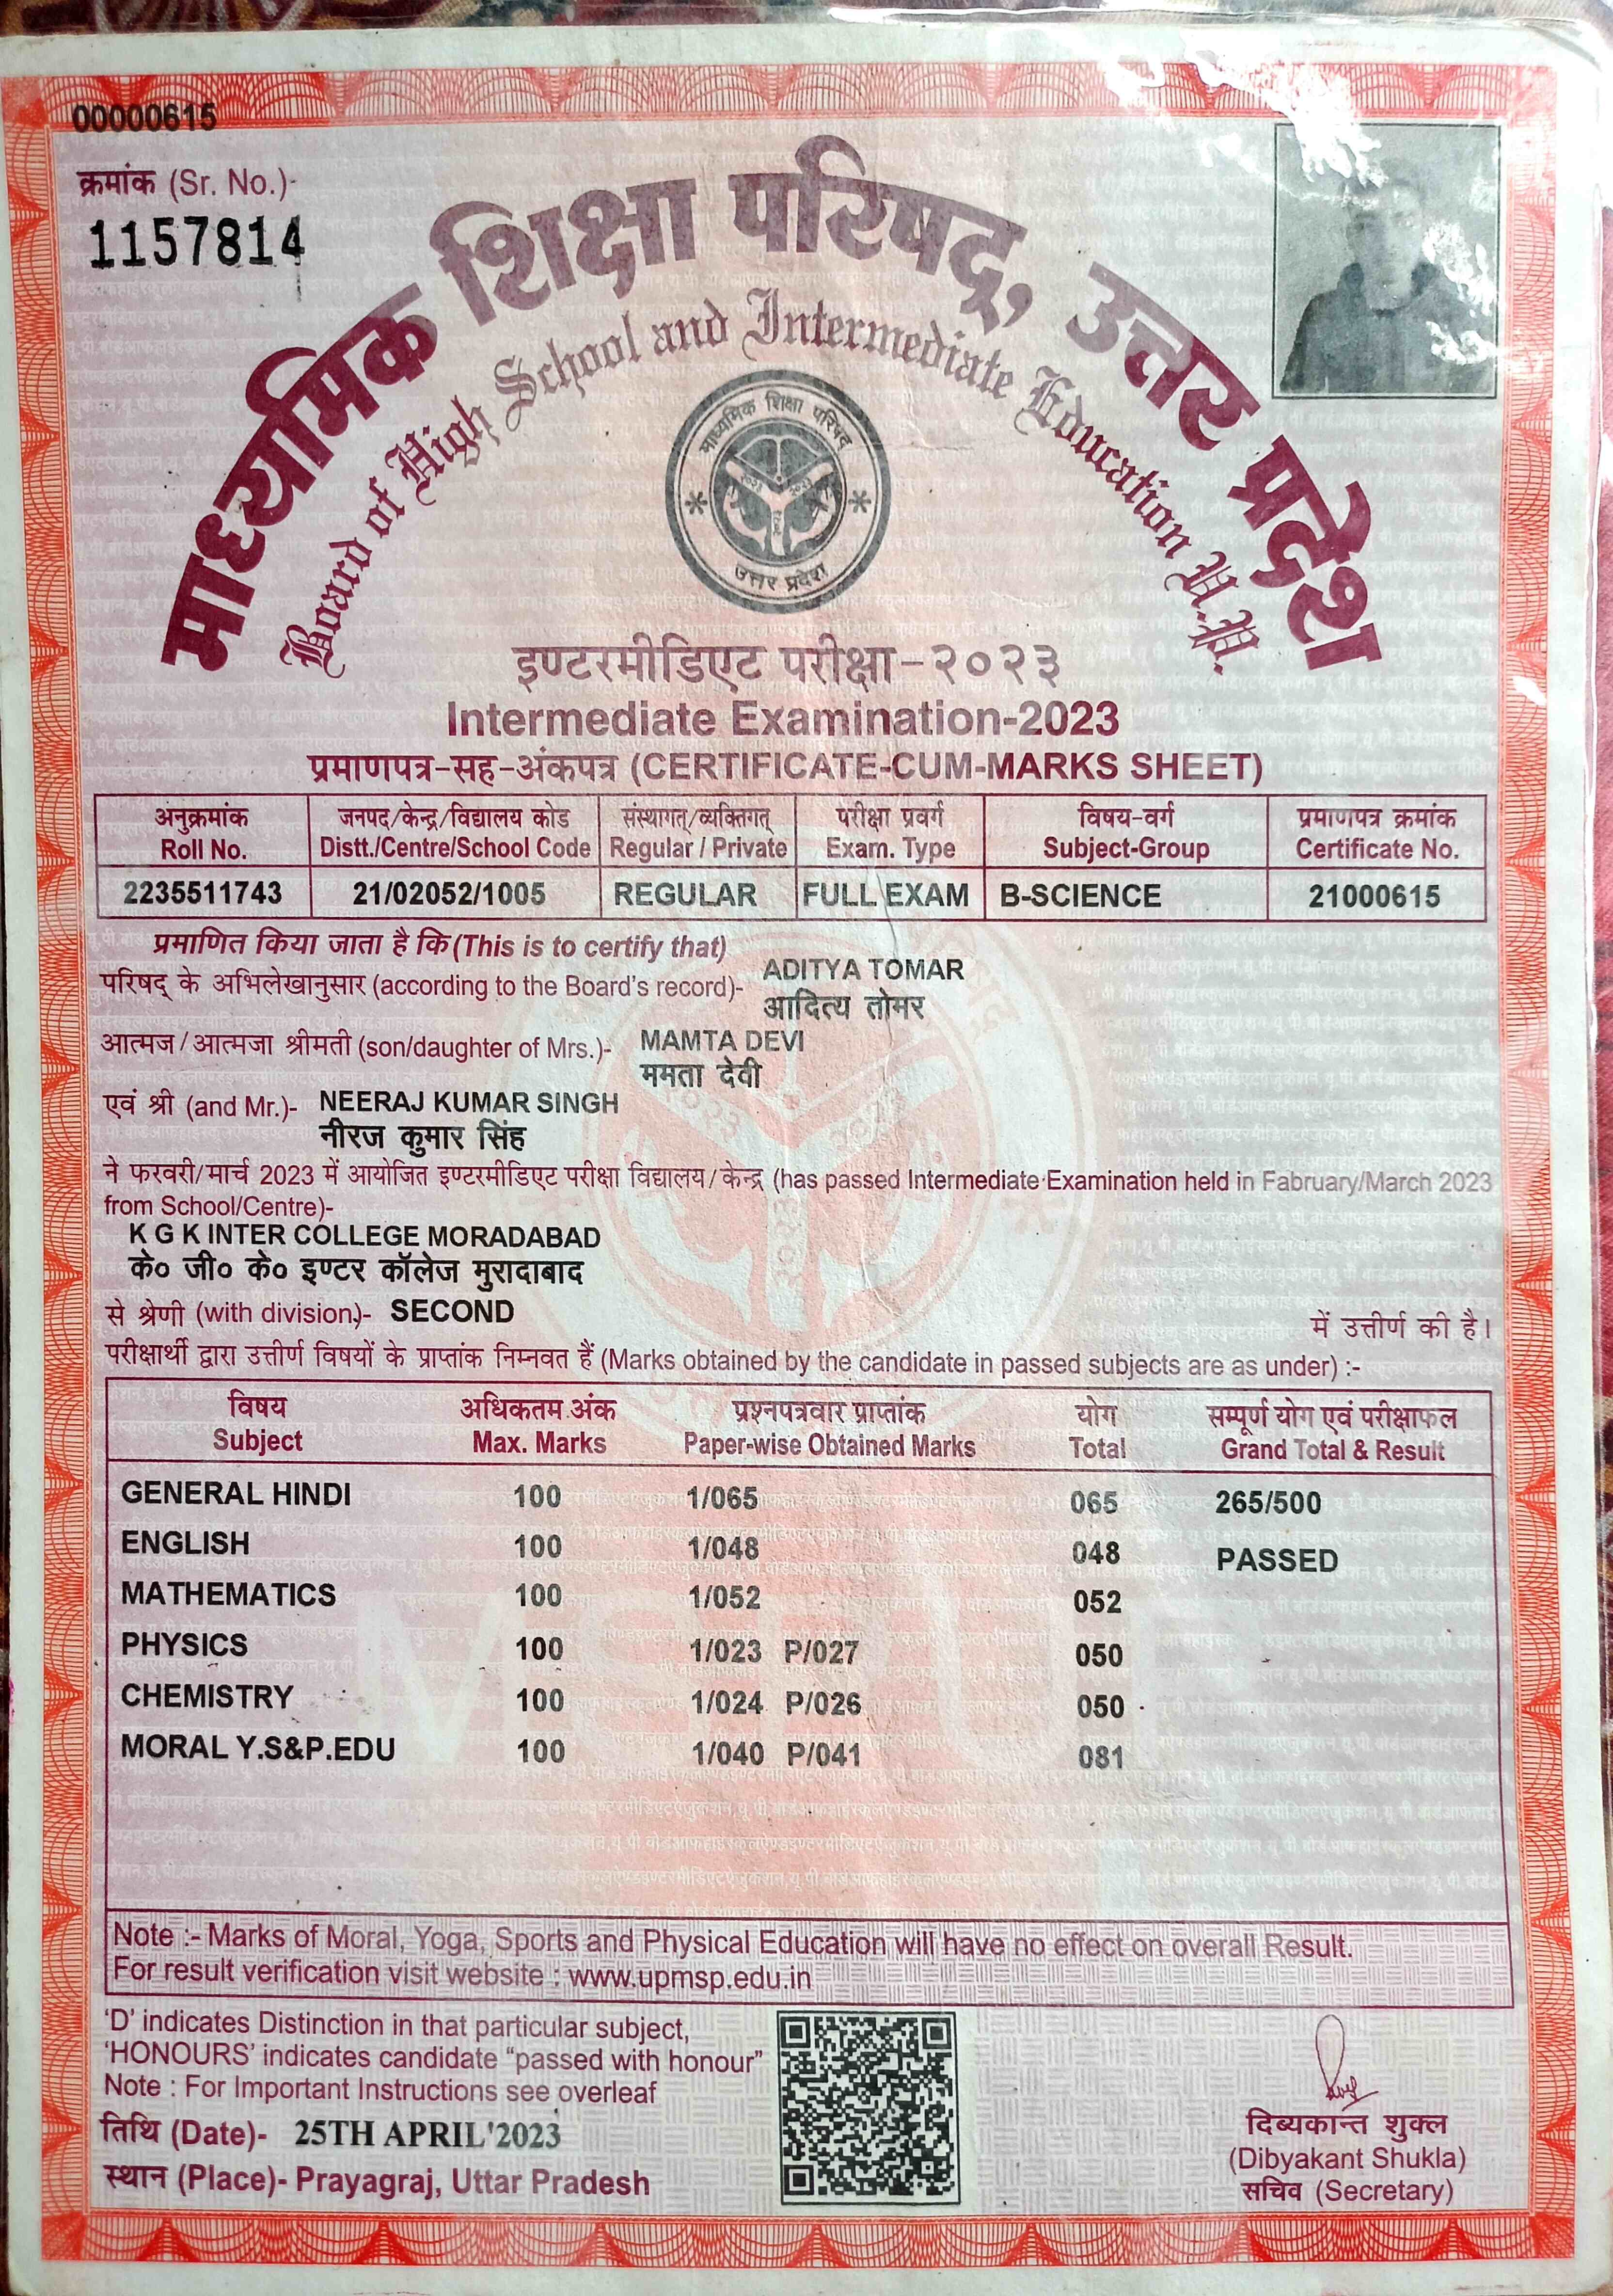 00000615
क्रमांक (Sr. No.)-
1157814
माध्यमिक शिक्षा परिषद्, उत्तर प्रदेश
Board of High School and Intermediate Education U.P.
माध्यमिक शिक्षा परिषद
उत्तर प्रदेश
इण्टरमीडिएट परीक्षा-२०२३
Intermediate Examination-2023
प्रमाणपत्र-सह-अंकपत्र (CERTIFICATE-CUM-MARKS SHEET)
अनुक्रमांक जनपद/केन्द्र/विद्यालय कोड संस्थागत्/व्यक्तिगत् परीक्षा प्रवर्ग विषय-वर्ग प्रमाणपत्र क्रमांक
Roll No. Distt./Centre/School Code Regular / Private Exam. Type Subject-Group Certificate No.
2235511743 21/02052/1005 REGULAR FULL EXAM B-SCIENCE 21000615
प्रमाणित किया जाता है कि (This is to certify that)
परिषद् के अभिलेखानुसार (according to the Board's record)- ADITYA TOMAR
आदित्य तोमर
आत्मज/आत्मजा श्रीमती (son/daughter of Mrs.)- MAMTA DEVI
ममता देवी
एवं श्री (and Mr.)- NEERAJ KUMAR SINGH
नीरज कुमार सिंह
ने फरवरी/मार्च 2023 में आयोजित इण्टरमीडिएट परीक्षा विद्यालय/केन्द्र (has passed Intermediate Examination held in Fabruary/March 2023
from School/Centre)-
K G K INTER COLLEGE MORADABAD
के० जी० के० इण्टर कॉलेज मुरादाबाद
से श्रेणी (with division)- SECOND में उत्तीर्ण की है।
परीक्षार्थी द्वारा उत्तीर्ण विषयों के प्राप्तांक निम्नवत हैं (Marks obtained by the candidate in passed subjects are as under) :-
विषय अधिकतम अंक प्रश्नपत्रवार प्राप्तांक योग सम्पूर्ण योग एवं परीक्षाफल
Subject Max. Marks Paper-wise Obtained Marks Total Grand Total & Result
GENERAL HINDI 100 1/065 065 265/500
ENGLISH 100 1/048 048 PASSED
MATHEMATICS 100 1/052 052
PHYSICS 100 1/023 P/027 050
CHEMISTRY 100 1/024 P/026 050
MORAL Y.S&P.EDU 100 1/040 P/041 081
Note :- Marks of Moral, Yoga, Sports and Physical Education will have no effect on overall Result.
For result verification visit website : www.upmsp.edu.in
'D' indicates Distinction in that particular subject,
'HONOURS' indicates candidate "passed with honour"
Note : For Important Instructions see overleaf
तिथि (Date)- 25TH APRIL'2023
स्थान (Place)- Prayagraj, Uttar Pradesh
दिब्यकान्त शुक्ल
(Dibyakant Shukla)
सचिव (Secretary)